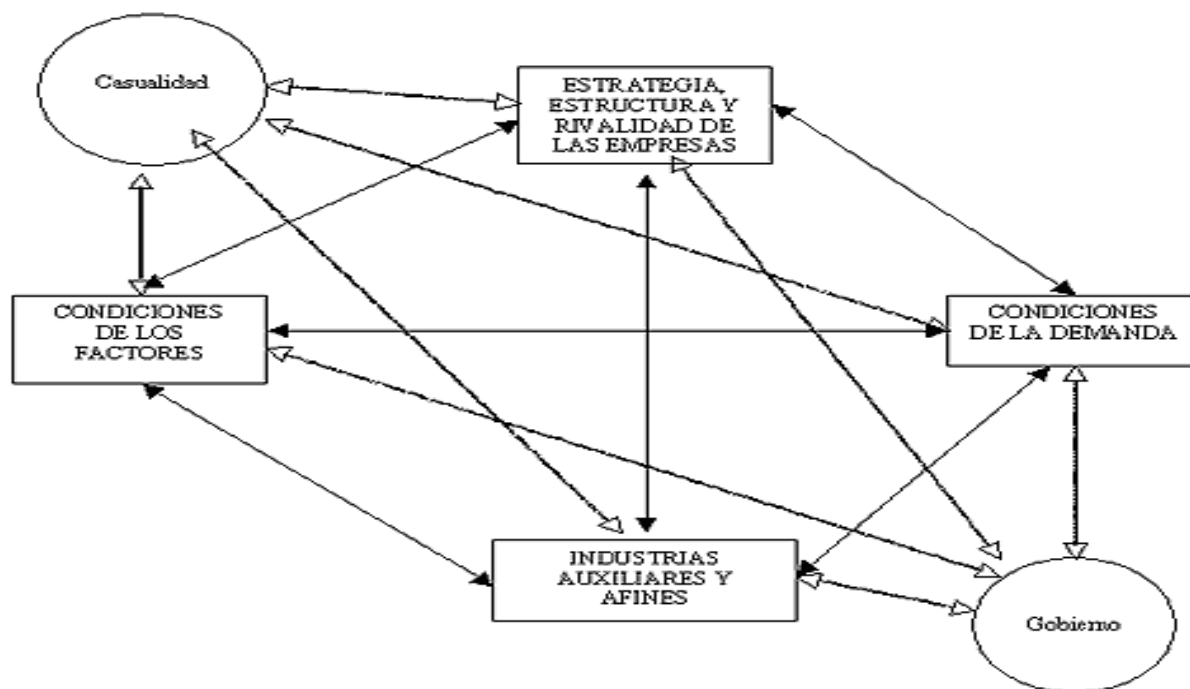 Casualidad
ESTRATEGIA,
ESTRUCTURA Y
RIVALIDAD DE
LAS EMPRESAS
CONDICIONES
DE LOS
FACTORES
CONDICIONES
DE LA DEMANDA
INDUSTRIAS
AUXILIARES Y
AFINES
Gobierno